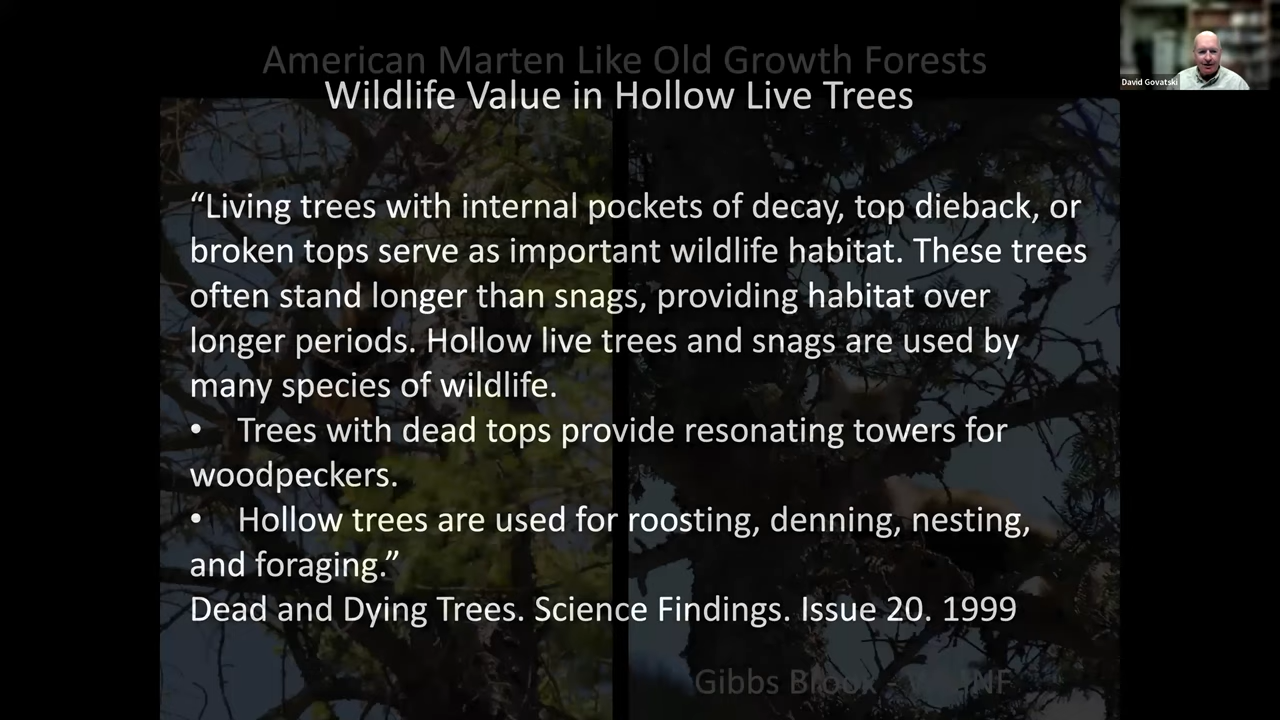 American Marten Like Old Growth Forests
Wildlife Value in Hollow Live Trees
David Govatski
“Living trees with internal pockets of decay, top dieback, or
broken tops serve as important wildlife habitat. These trees
often stand longer than snags, providing habitat over
longer periods. Hollow live trees and snags are used by
many species of wildlife.
• Trees with dead tops provide resonating towers for
woodpeckers.
• Hollow trees are used for roosting, denning, nesting,
and foraging.”
Dead and Dying Trees. Science Findings. Issue 20. 1999
Gibbs Brook -